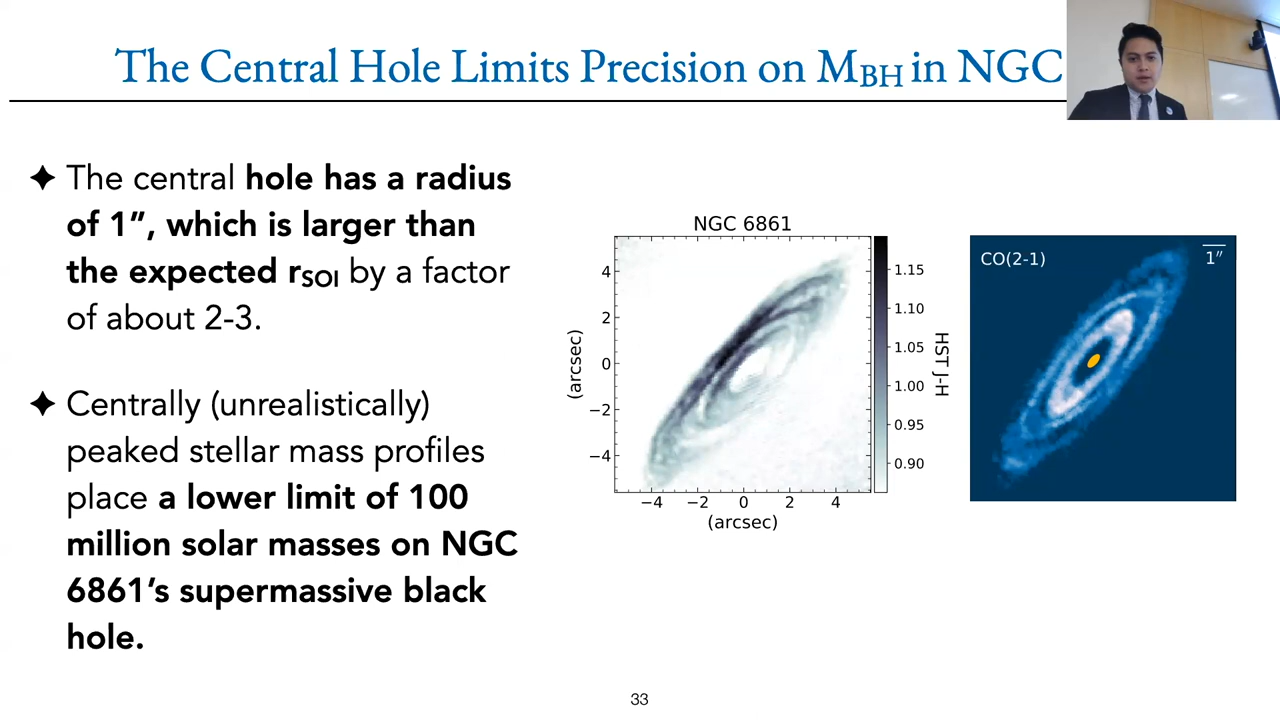 The Central Hole Limits Precision on MBH in NGC
✦ The central hole has a radius
of 1”, which is larger than
the expected rSOI by a factor
of about 2-3.
✦ Centrally (unrealistically)
peaked stellar mass profiles
place a lower limit of 100
million solar masses on NGC
6861’s supermassive black
hole.
NGC 6861
4
2
0
−2
−4
(arcsec)
−4 −2 0 2 4
(arcsec)
1.15
1.10
1.05
1.00
0.95
0.90
HST J-H
CO(2-1)
1″
33